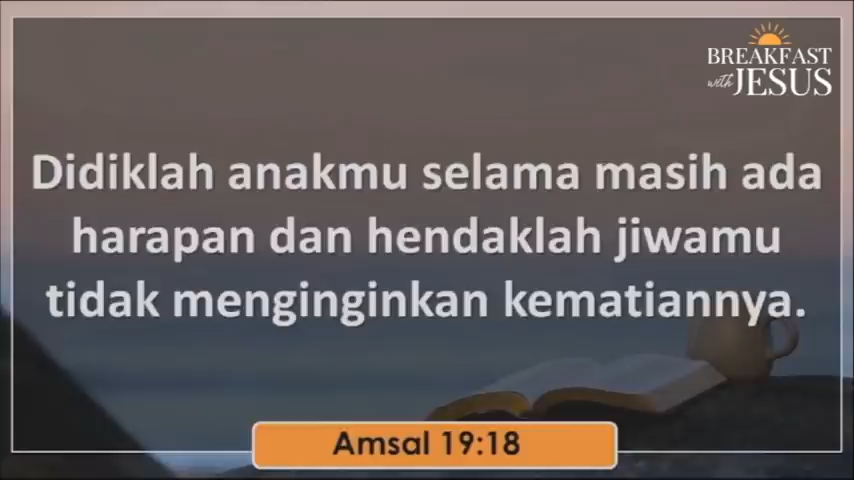 BREAKFAST
with JESUS
Didiklah anakmu selama masih ada
harapan dan hendaklah jiwamu
tidak menginginkan kematiannya.
Amsal 19:18